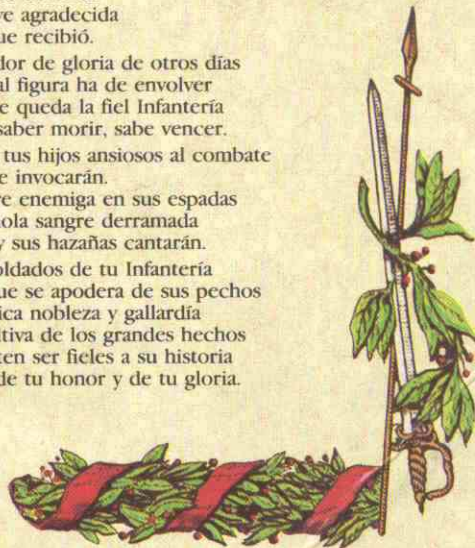 ve agradecida
ue recibió.
dor de gloria de otros días
al figura ha de envolver
e queda la fiel Infantería
saber morir, sabe vencer.
tus hijos ansiosos al combate
e invocarán.
re enemiga en sus espadas
ola sangre derramada
y sus hazañas cantarán.
oldados de tu Infantería
ue se apodera de sus pechos
ica nobleza y gallardía
ltiva de los grandes hechos
ten ser fieles a su historia
de tu honor y de tu gloria.